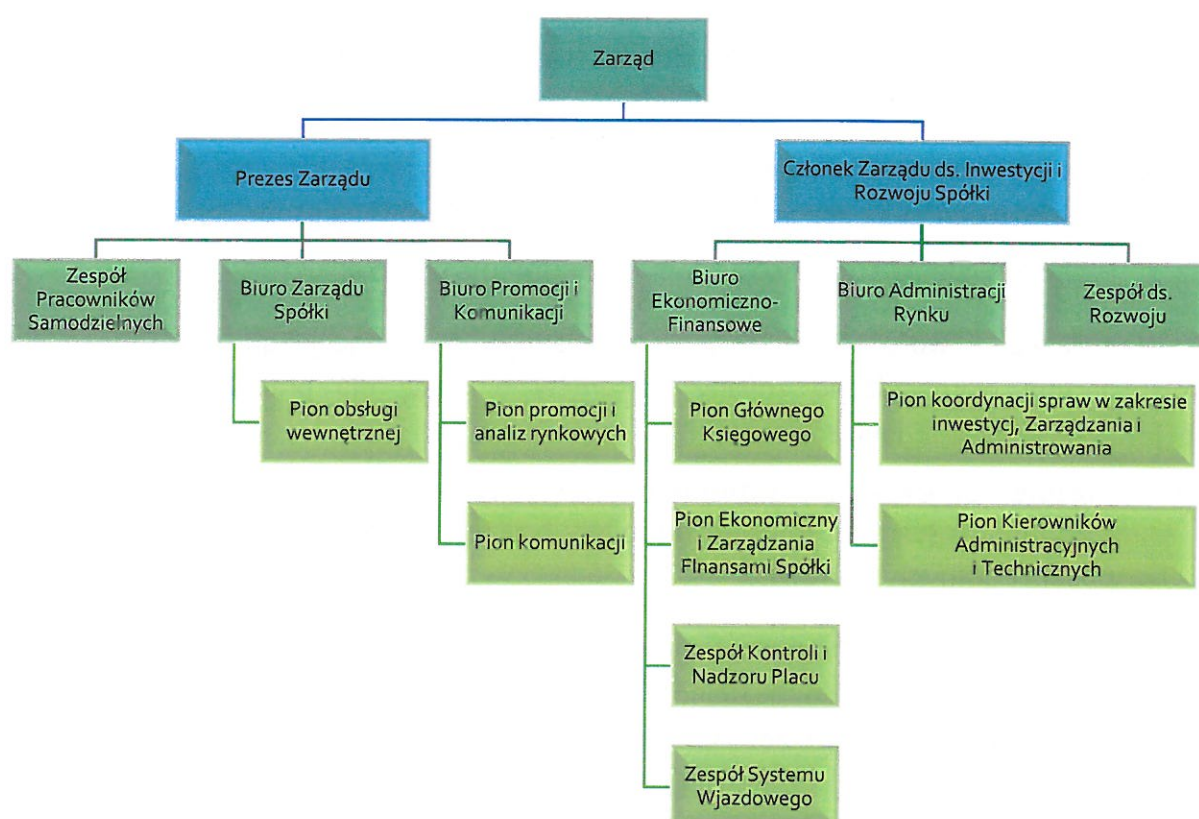 Zarząd
Prezes Zarządu
Członek Zarządu ds. Inwestycji i
Rozwoju Spółki
Zespół
Pracowników
Samodzielnych
Biuro Zarządu
Spółki
Biuro Promocji i
Komunikacji
Biuro
Ekonomiczno-
Finansowe
Biuro Administracji
Rynku
Zespół ds.
Rozwoju
Pion obsługi
wewnętrznej
Pion promocji i
analiz rynkowych
Pion Głównego
Księgowego
Pion koordynacji spraw w zakresie
inwestycj, Zarządzania i
Administrowania
Pion komunikacji
Pion Ekonomiczny
i Zarządzania
FInansami Spółki
Pion Kierowników
Administracyjnych
i Technicznych
Zespół Kontroli i
Nadzoru Placu
Zespół Systemu
Wjazdowego